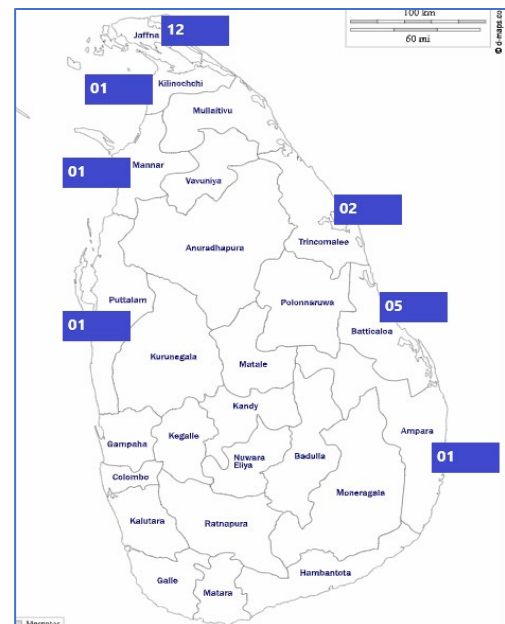 100 km
60 mi
© d-maps.co
Jaffna
12
Kilinochchi
01
Mullaitivu
Mannar
01
Vavuniya
02
Trincomalee
Anuradhapura
Puttalam
Polonnaruwa
05
01
Batticaloa
Kurunegala
Matale
Kandy
Ampara
Kegalle
Gampaha
Nuwara
Eliya
Badulla
01
Colombo
Moneragala
Kalutara
Ratnapura
Hambantota
Galle
Matara